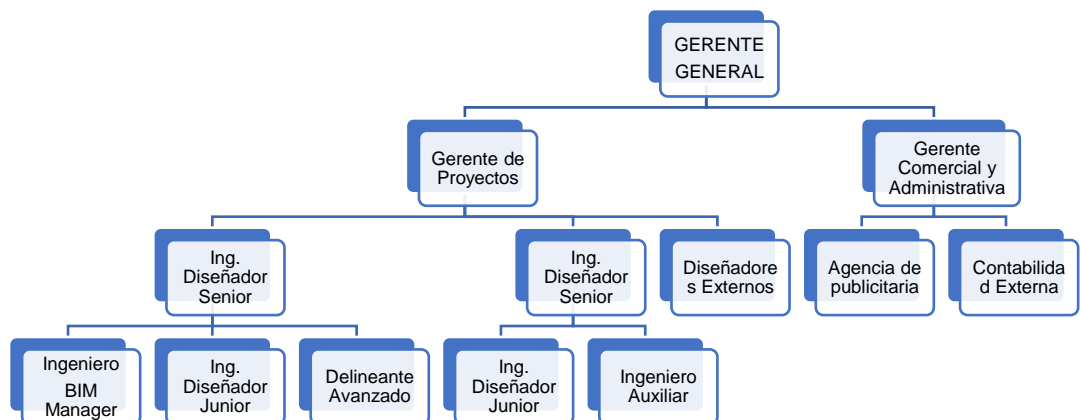 GERENTE
GENERAL
Gerente de
Proyectos
Gerente
Comercial y
Administrativa
Ing.
Diseñador
Senior
Ing.
Diseñador
Senior
Diseñadore
s Externos
Agencia de
publicitaria
Contabilida
d Externa
Ingeniero
BIM
Manager
Ing.
Diseñador
Junior
Delineante
Avanzado
Ing.
Diseñador
Junior
Ingeniero
Auxiliar